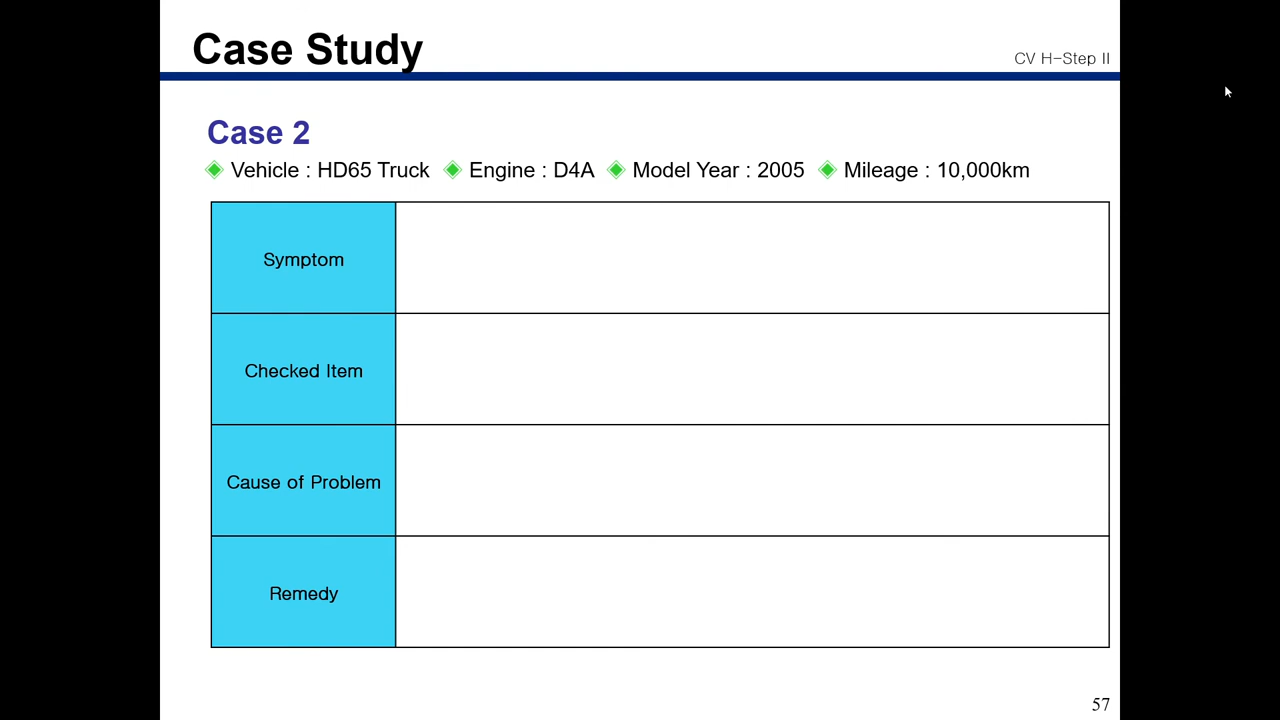 Case Study
CV H-Step II
Case 2
Vehicle : HD65 Truck Engine : D4A Model Year : 2005 Mileage : 10,000km
Symptom
Checked Item
Cause of Problem
Remedy
57